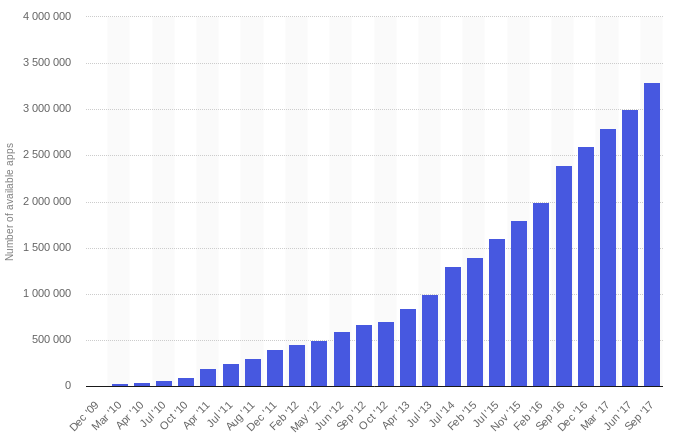 4 000 000
3 500 000
3 000 000
2 500 000
2 000 000
1 500 000
1 000 000
500 000
0
Number of available apps
Dec '09
Mar '10
Apr '10
Jul '10
Oct '10
Apr '11
Jul '11
Aug '11
Dec '11
Feb '12
May '12
Jun '12
Sep '12
Oct '12
Apr '13
Jul '13
Jul '14
Feb '15
Jul '15
Nov '15
Feb '16
Sep '16
Dec '16
Mar '17
Jun '17
Sep '17